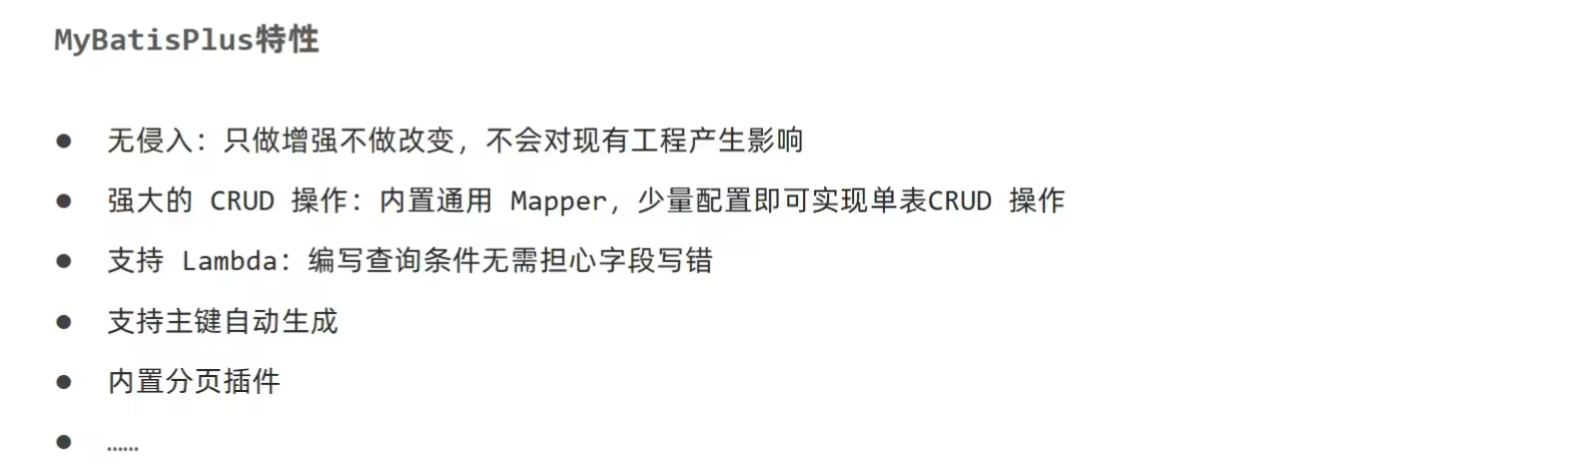 MyBatisPlus特性
● 无侵入：只做增强不做改变，不会对现有工程产生影响
● 强大的 CRUD 操作：内置通用 Mapper，少量配置即可实现单表CRUD 操作
● 支持 Lambda：编写查询条件无需担心字段写错
● 支持主键自动生成
● 内置分页插件
● ……